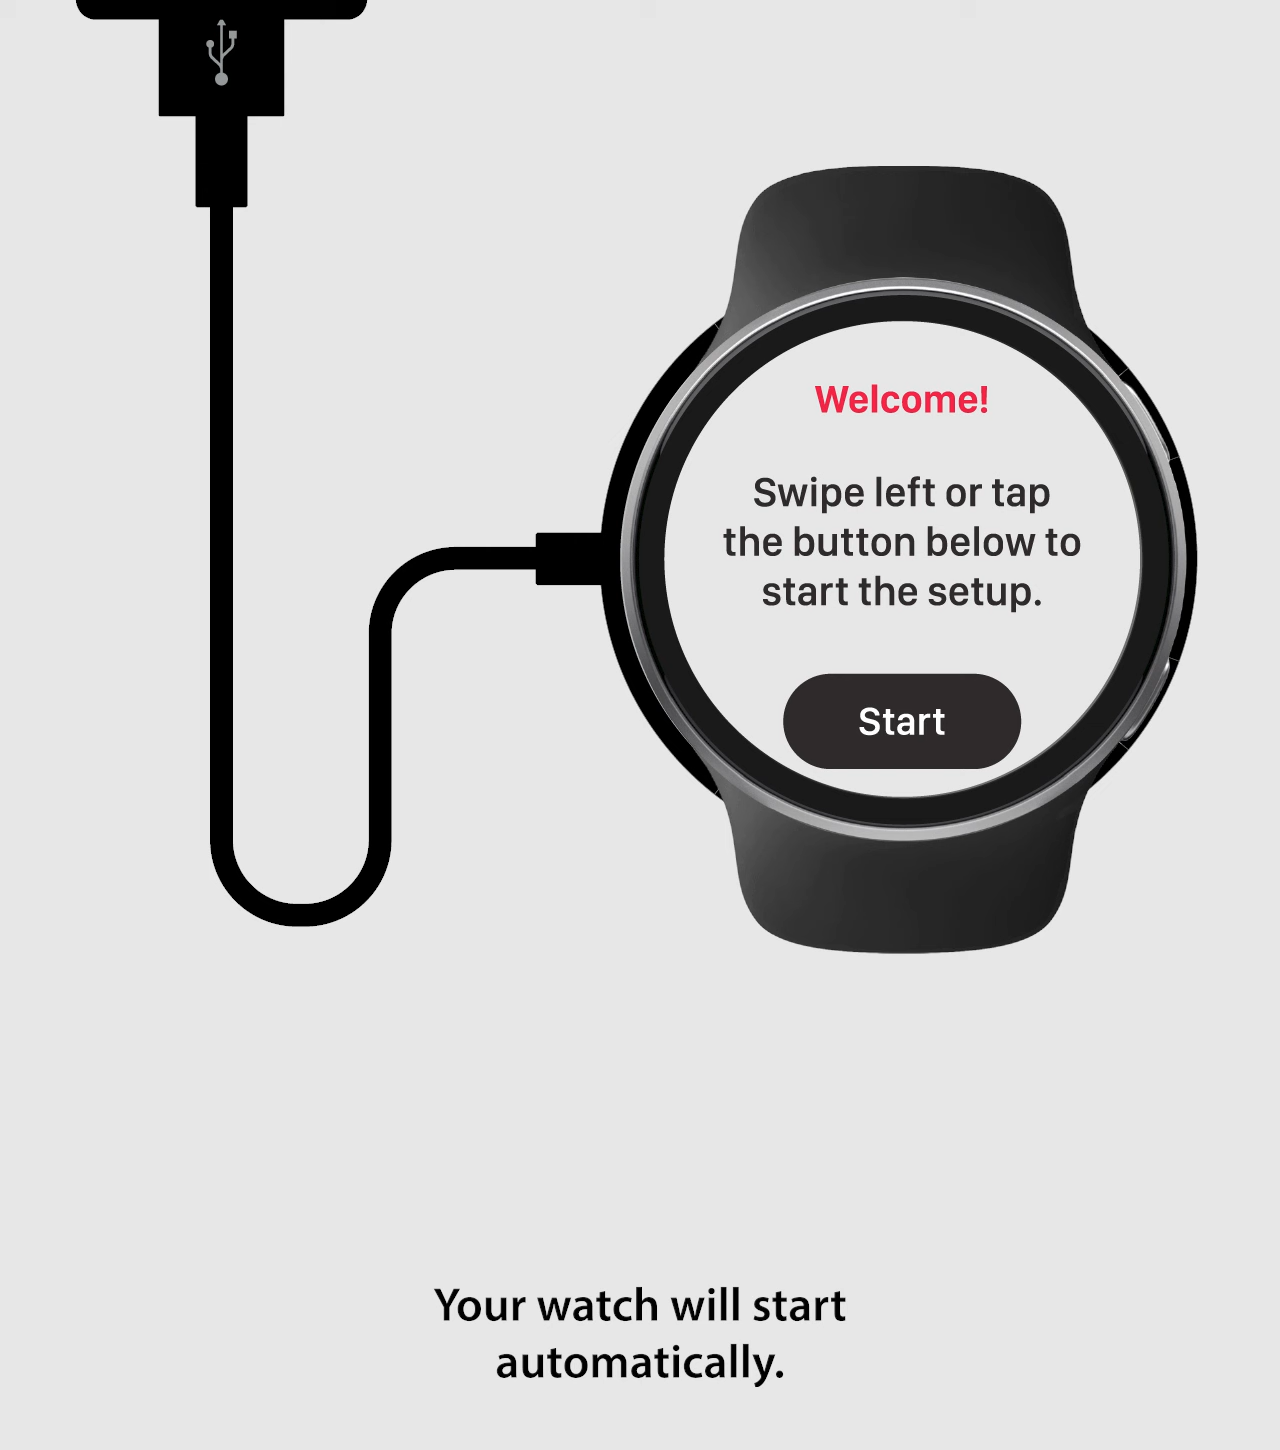 Welcome!
Swipe left or tap
the button below to
start the setup.
Start
Your watch will start
automatically.